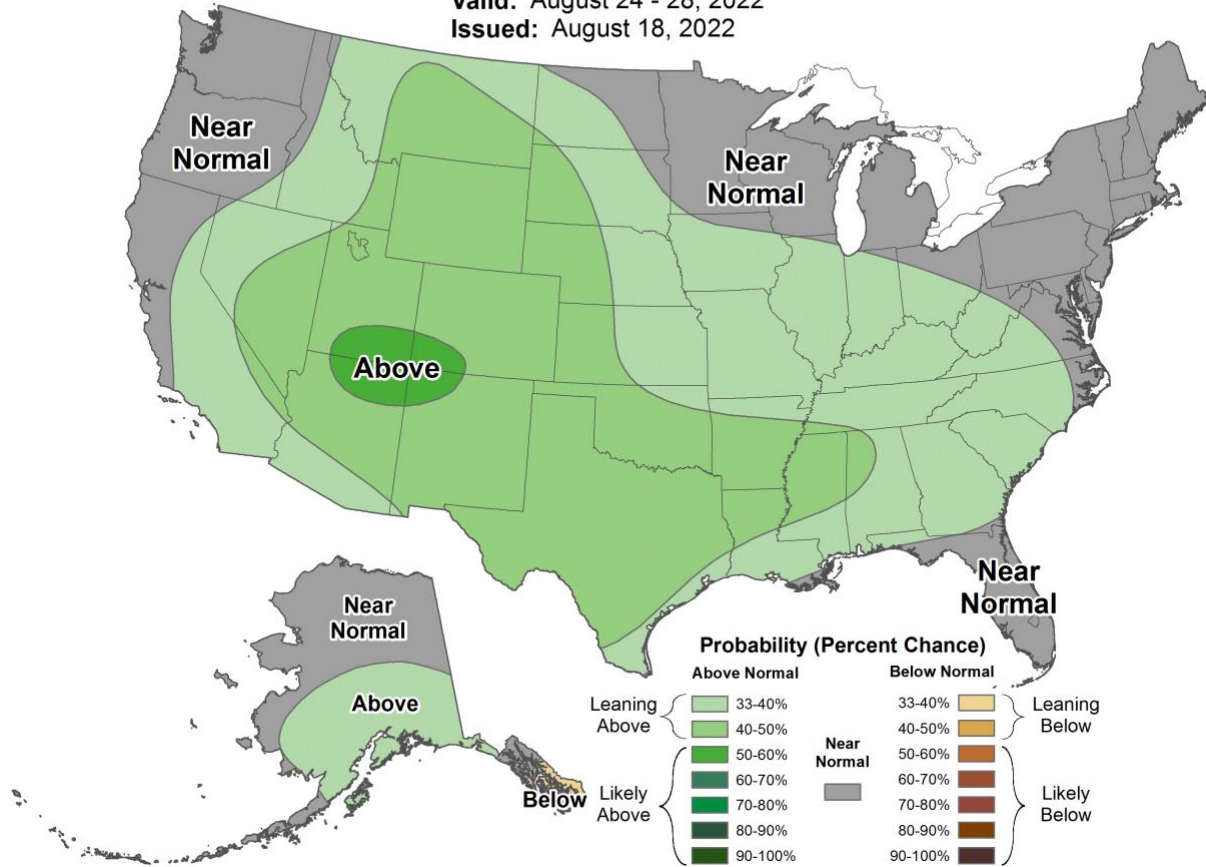 Valid: August 24 - 28, 2022
Issued: August 18, 2022
Near
Normal
Near
Normal
Above
Near
Normal
Near
Normal
Above
Below
Probability (Percent Chance)
Above Normal
Below Normal
Leaning
Above
33-40%
40-50%
Likely
Above
50-60%
60-70%
70-80%
80-90%
90-100%
Near
Normal
33-40%
40-50%
Leaning
Below
50-60%
60-70%
70-80%
80-90%
90-100%
Likely
Below